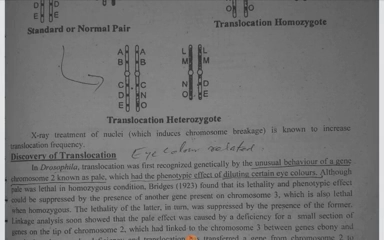 D E
D E
O
O
Standard or Normal Pair
Translocation Homozygote
A A
B B
C C
D N
E O
L L
M M
N D
O E
Translocation Heterozygote
X-ray treatment of nuclei (which induces chromosome breakage) is known to increase
translocation frequency.
Discovery of Translocation
Eye colour related.
In Drosophila, translocation was first recognized genetically by the unusual behaviour of a gene
chromosome 2 known as pale, which had the phenotypic effect of diluting certain eye colours. Although
pale was lethal in homozygous condition, Bridges (1923) found that its lethality and phenotypic effect
could be suppressed by the presence of another gene present on chromosome 3, which is also lethal
when homozygous. The lethality of the latter, in turn, was suppressed by the presence of the former.
Linkage analysis soon showed that the pale effect was caused by a deficiency for a small section of
genes on the tip of chromosome 2, which had linked to the chromosome 3 between genes ebony and
transferred a gene from chromosome 2 to